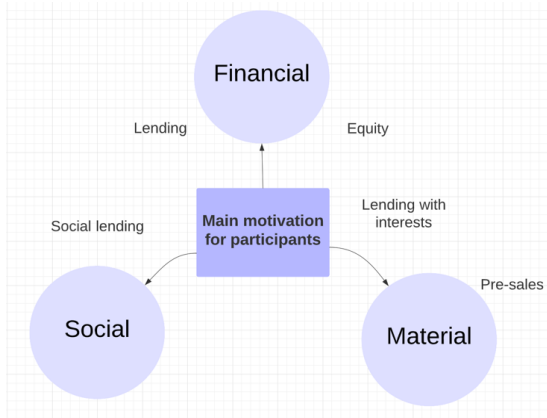 Financial
Lending
Equity
Main motivation
for participants
Lending with
interests
Social lending
Pre-sales
Social
Material